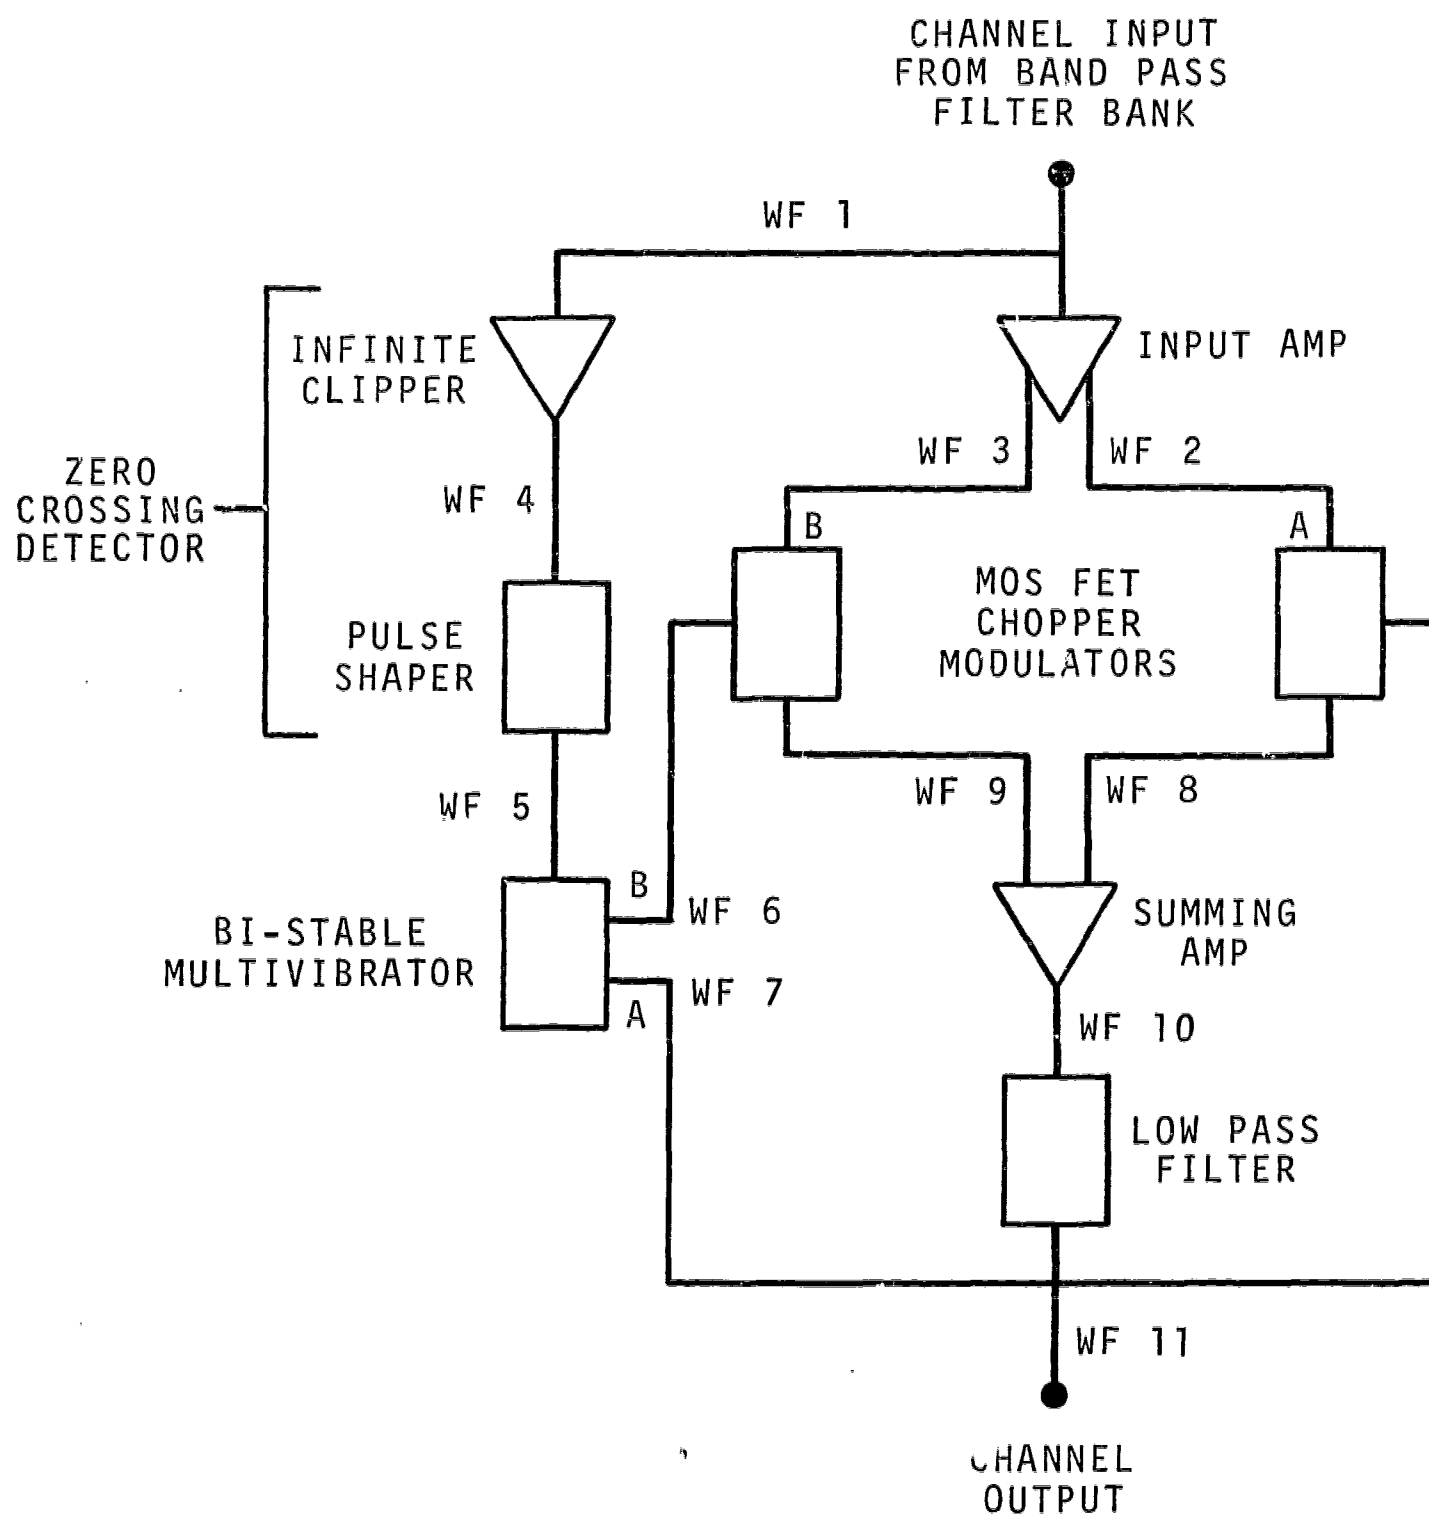 CHANNEL INPUT
FROM BAND PASS
FILTER BANK
WF 1
INFINITE
CLIPPER
INPUT AMP
WF 3
WF 2
ZERO
CROSSING
DETECTOR
WF 4
B
A
MOS FET
CHOPPER
MODULATORS
PULSE
SHAPER
WF 9
WF 8
WF 5
B
WF 6
BI-STABLE
MULTIVIBRATOR
SUMMING
AMP
WF 7
A
WF 10
LOW PASS
FILTER
WF 11
CHANNEL
OUTPUT